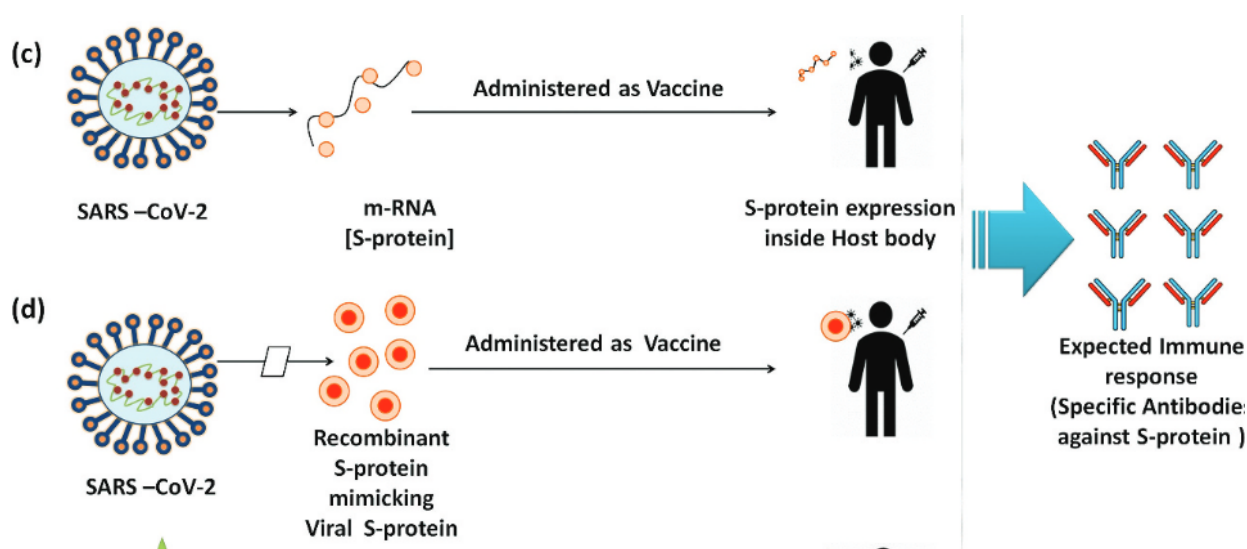 (c)
SARS –CoV-2
m-RNA
[S-protein]
Administered as Vaccine
S-protein expression
inside Host body
(d)
SARS –CoV-2
Recombinant
S-protein
mimicking
Viral S-protein
Administered as Vaccine
Expected Immune
response
(Specific Antibodies
against S-protein )